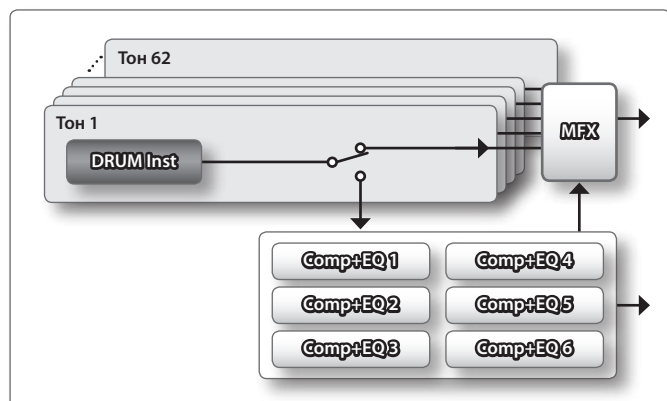 Тон 62
Тон 1
DRUM Inst
MFX
Comp+EQ 1
Comp+EQ 4
Comp+EQ 2
Comp+EQ 5
Comp+EQ 3
Comp+EQ 6